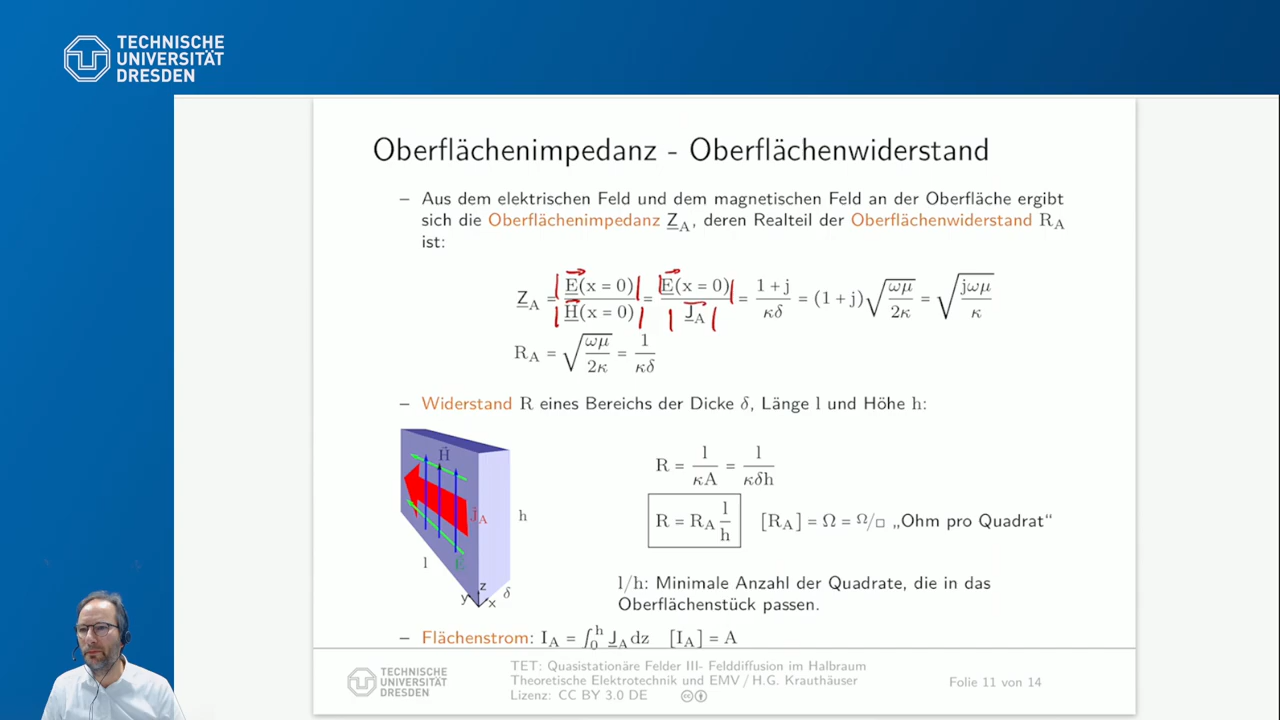 TECHNISCHE
UNIVERSITÄT
DRESDEN
Oberflächenimpedanz - Oberflächenwiderstand
– Aus dem elektrischen Feld und dem magnetischen Feld an der Oberfläche ergibt
sich die Oberflächenimpedanz Z_A, deren Realteil der Oberflächenwiderstand R_A
ist:
Z_A = |E⃗(x = 0)| / |H⃗(x = 0)| = |E⃗(x = 0)| / |J⃗_A| = (1 + j)/(κδ) = (1 + j)√(ωμ/2κ) = √(jωμ/κ)
R_A = √(ωμ/2κ) = 1/(κδ)
– Widerstand R eines Bereichs der Dicke δ, Länge l und Höhe h:
H⃗
J⃗_A
h
l
E
z
y
x
δ
R = l/(κA) = l/(κδh)
R = R_A l/h [R_A] = Ω = Ω/□ „Ohm pro Quadrat“
l/h: Minimale Anzahl der Quadrate, die in das
Oberflächenstück passen.
– Flächenstrom: I_A = ∫₀ʰ J_A dz [I_A] = A
TECHNISCHE
UNIVERSITÄT
DRESDEN
TET: Quasistationäre Felder III- Felddiffusion im Halbraum
Theoretische Elektrotechnik und EMV / H.G. Krauthäuser
Lizenz: CC BY 3.0 DE
Folie 11 von 14